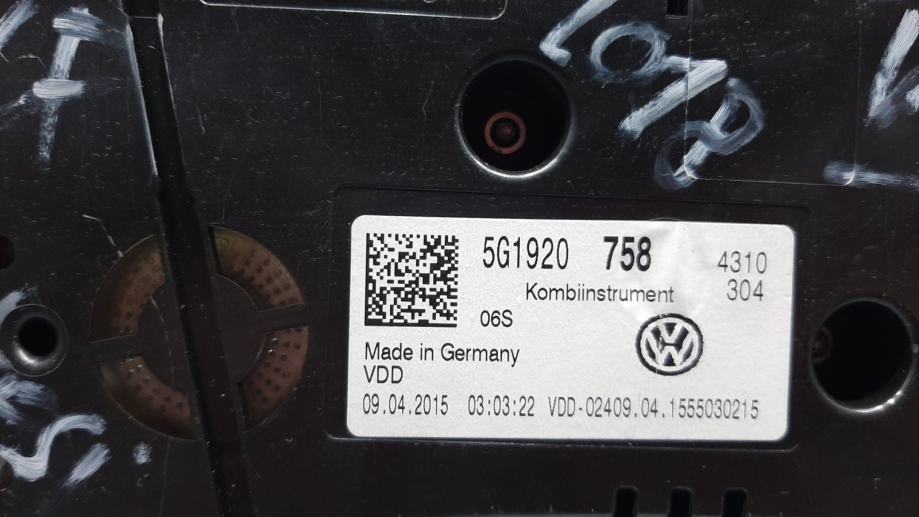 5G1920 758 4310
Kombiinstrument 304
06S
Made in Germany
VDD
09.04.2015 03:03:22 VDD-02409.04.1555030215